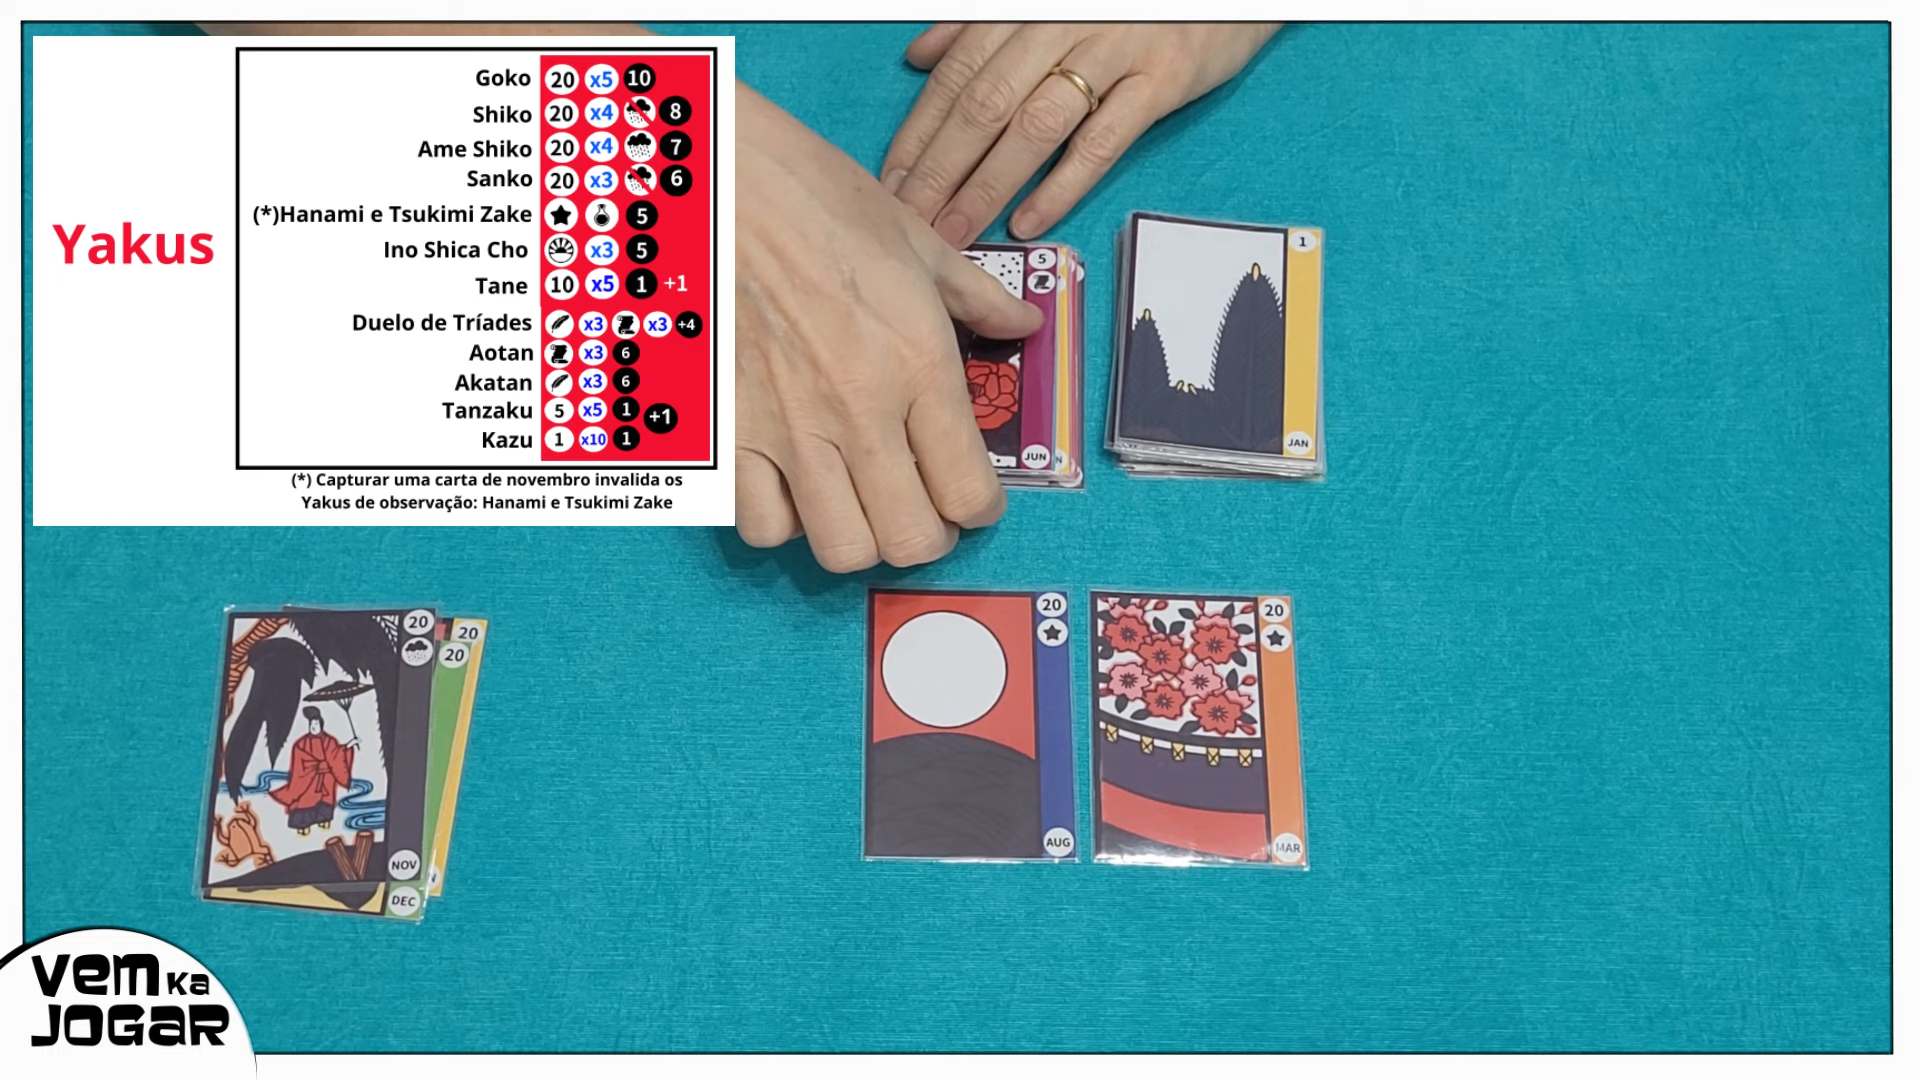 Yakus
Goko 20 x5 10
Shiko 20 x4 8
Ame Shiko 20 x4 7
Sanko 20 x3 6
(*)Hanami e Tsukimi Zake 5
Ino Shica Cho x3 5
Tane 10 x5 1 +1
Duelo de Tríades x3 x3 +4
Aotan x3 6
Akatan x3 6
Tanzaku 5 x5 1
+1
Kazu 1 x10 1
(*) Capturar uma carta de novembro invalida os
Yakus de observação: Hanami e Tsukimi Zake
5
JUN
N
1
JAN
20
NOV
20
20
DEC
20
AUG
20
MAR
Vem ka
JOGAR